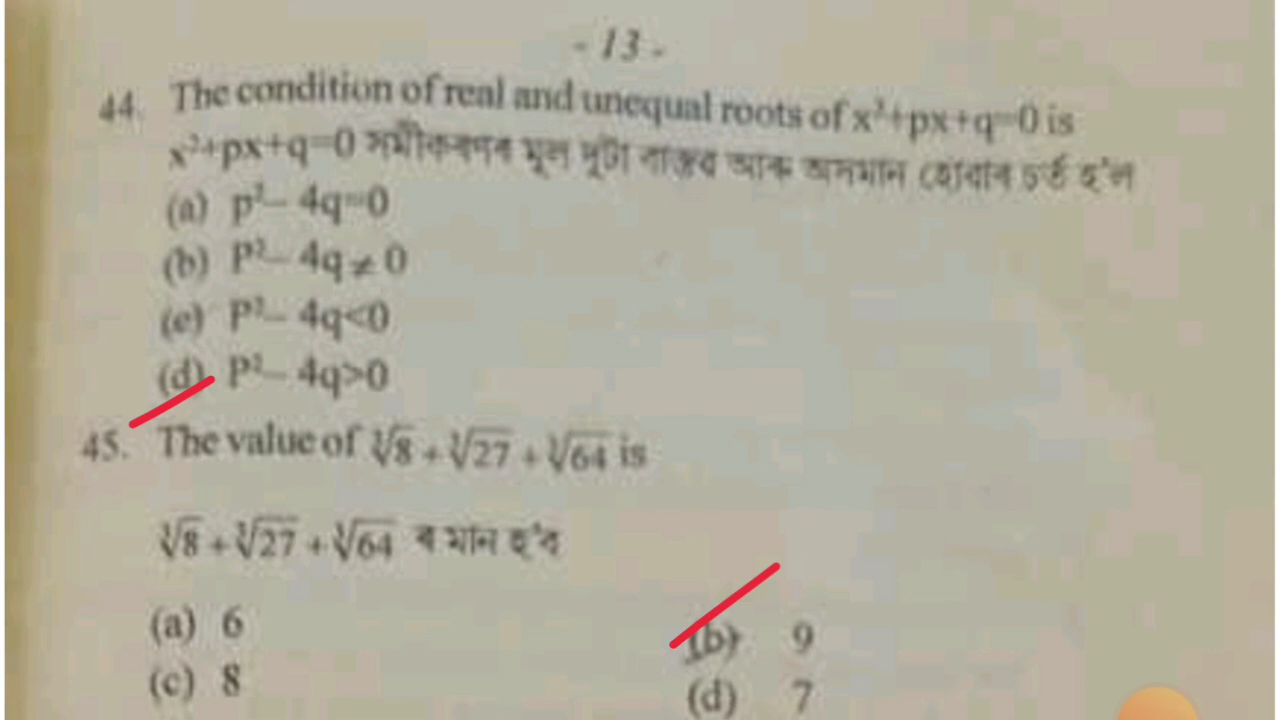 - 13 -
44. The condition of real and unequal roots of x²+px+q=0 is
x²+px+q=0 সমীকৰণৰ মূল দুটা বাস্তৱ আৰু অসমান হোৱাৰ চৰ্ত হ'ল
(a) p²– 4q=0
(b) P²– 4q≠0
(c) P²– 4q<0
(d) P²– 4q>0
45. The value of ∛8 + ∛27 + ∛64 is
∛8 + ∛27 + ∛64 ৰ মান হ'ব
(a) 6 (b) 9
(c) 8 (d) 7